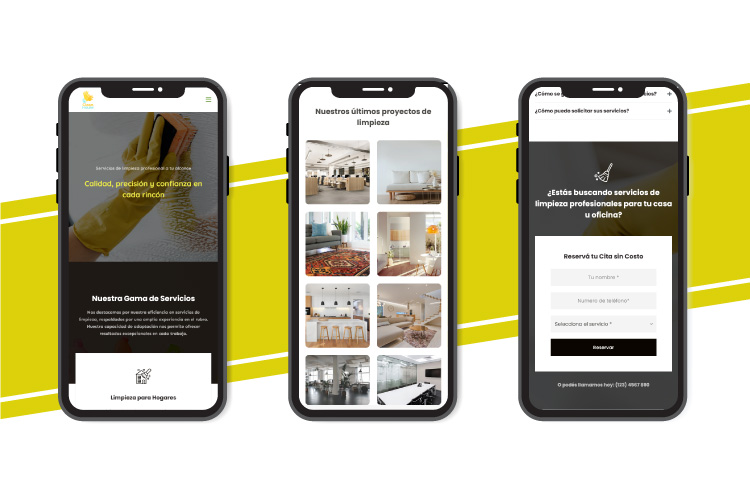 Servicios de limpieza profesional a tu alcance
Calidad, precisión y confianza en
cada rincón
Nuestra Gama de Servicios
Nos destacamos por nuestra eficiencia en servicios de
limpieza, respaldados por una amplia experiencia en el rubro.
Nuestra capacidad de adaptación nos permite ofrecer
resultados excepcionales en cada trabajo.
Limpieza para Hogares
Nuestros últimos proyectos de
limpieza
¿Cómo se
¿Cómo puede solicitar sus servicios?
¿Estás buscando servicios de
limpieza profesionales para tu casa
u oficina?
Reservá tu Cita sin Costo
Tu nombre *
Numero de teléfono*
Selecciona el servicio *
Reservar
O podés llamarnos hoy: (123) 4567 890